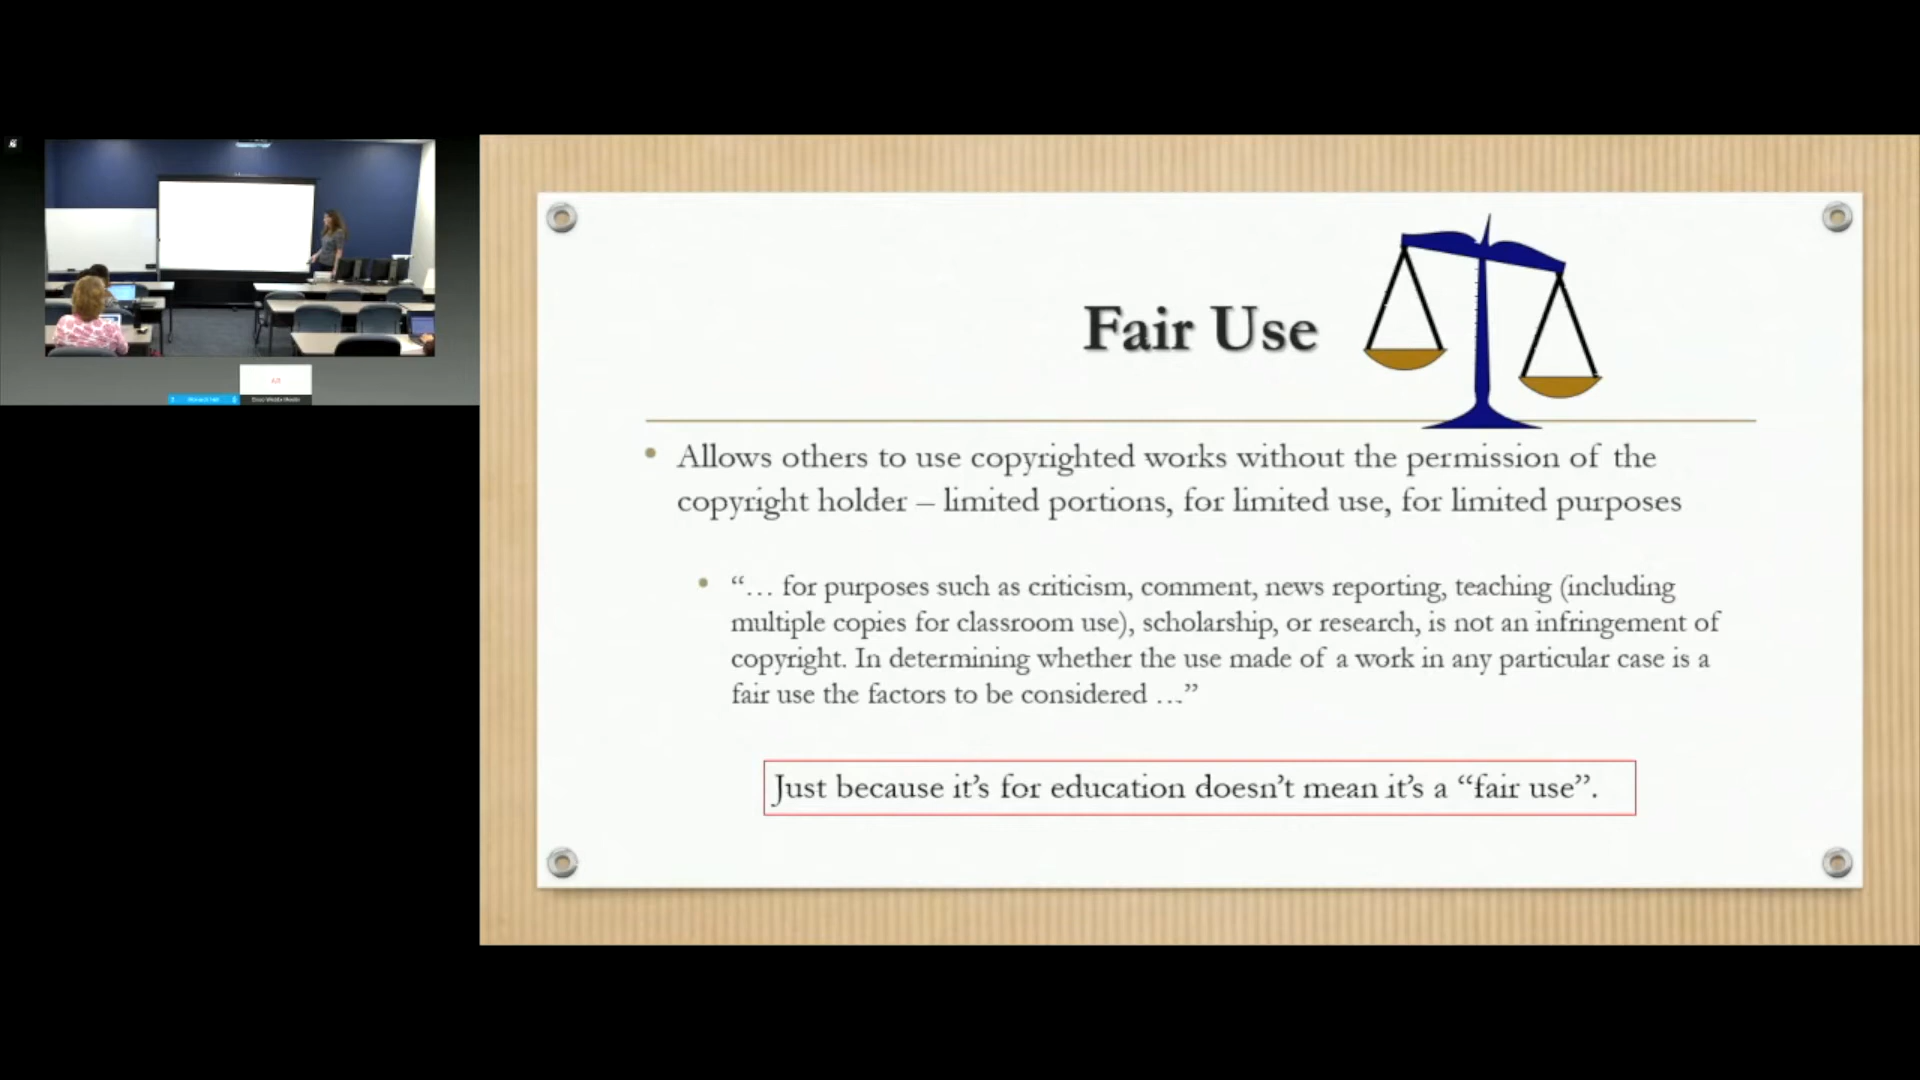 Fair Use
• Allows others to use copyrighted works without the permission of the
copyright holder – limited portions, for limited use, for limited purposes
• “… for purposes such as criticism, comment, news reporting, teaching (including
multiple copies for classroom use), scholarship, or research, is not an infringement of
copyright. In determining whether the use made of a work in any particular case is a
fair use the factors to be considered …”
Just because it’s for education doesn’t mean it’s a “fair use”.